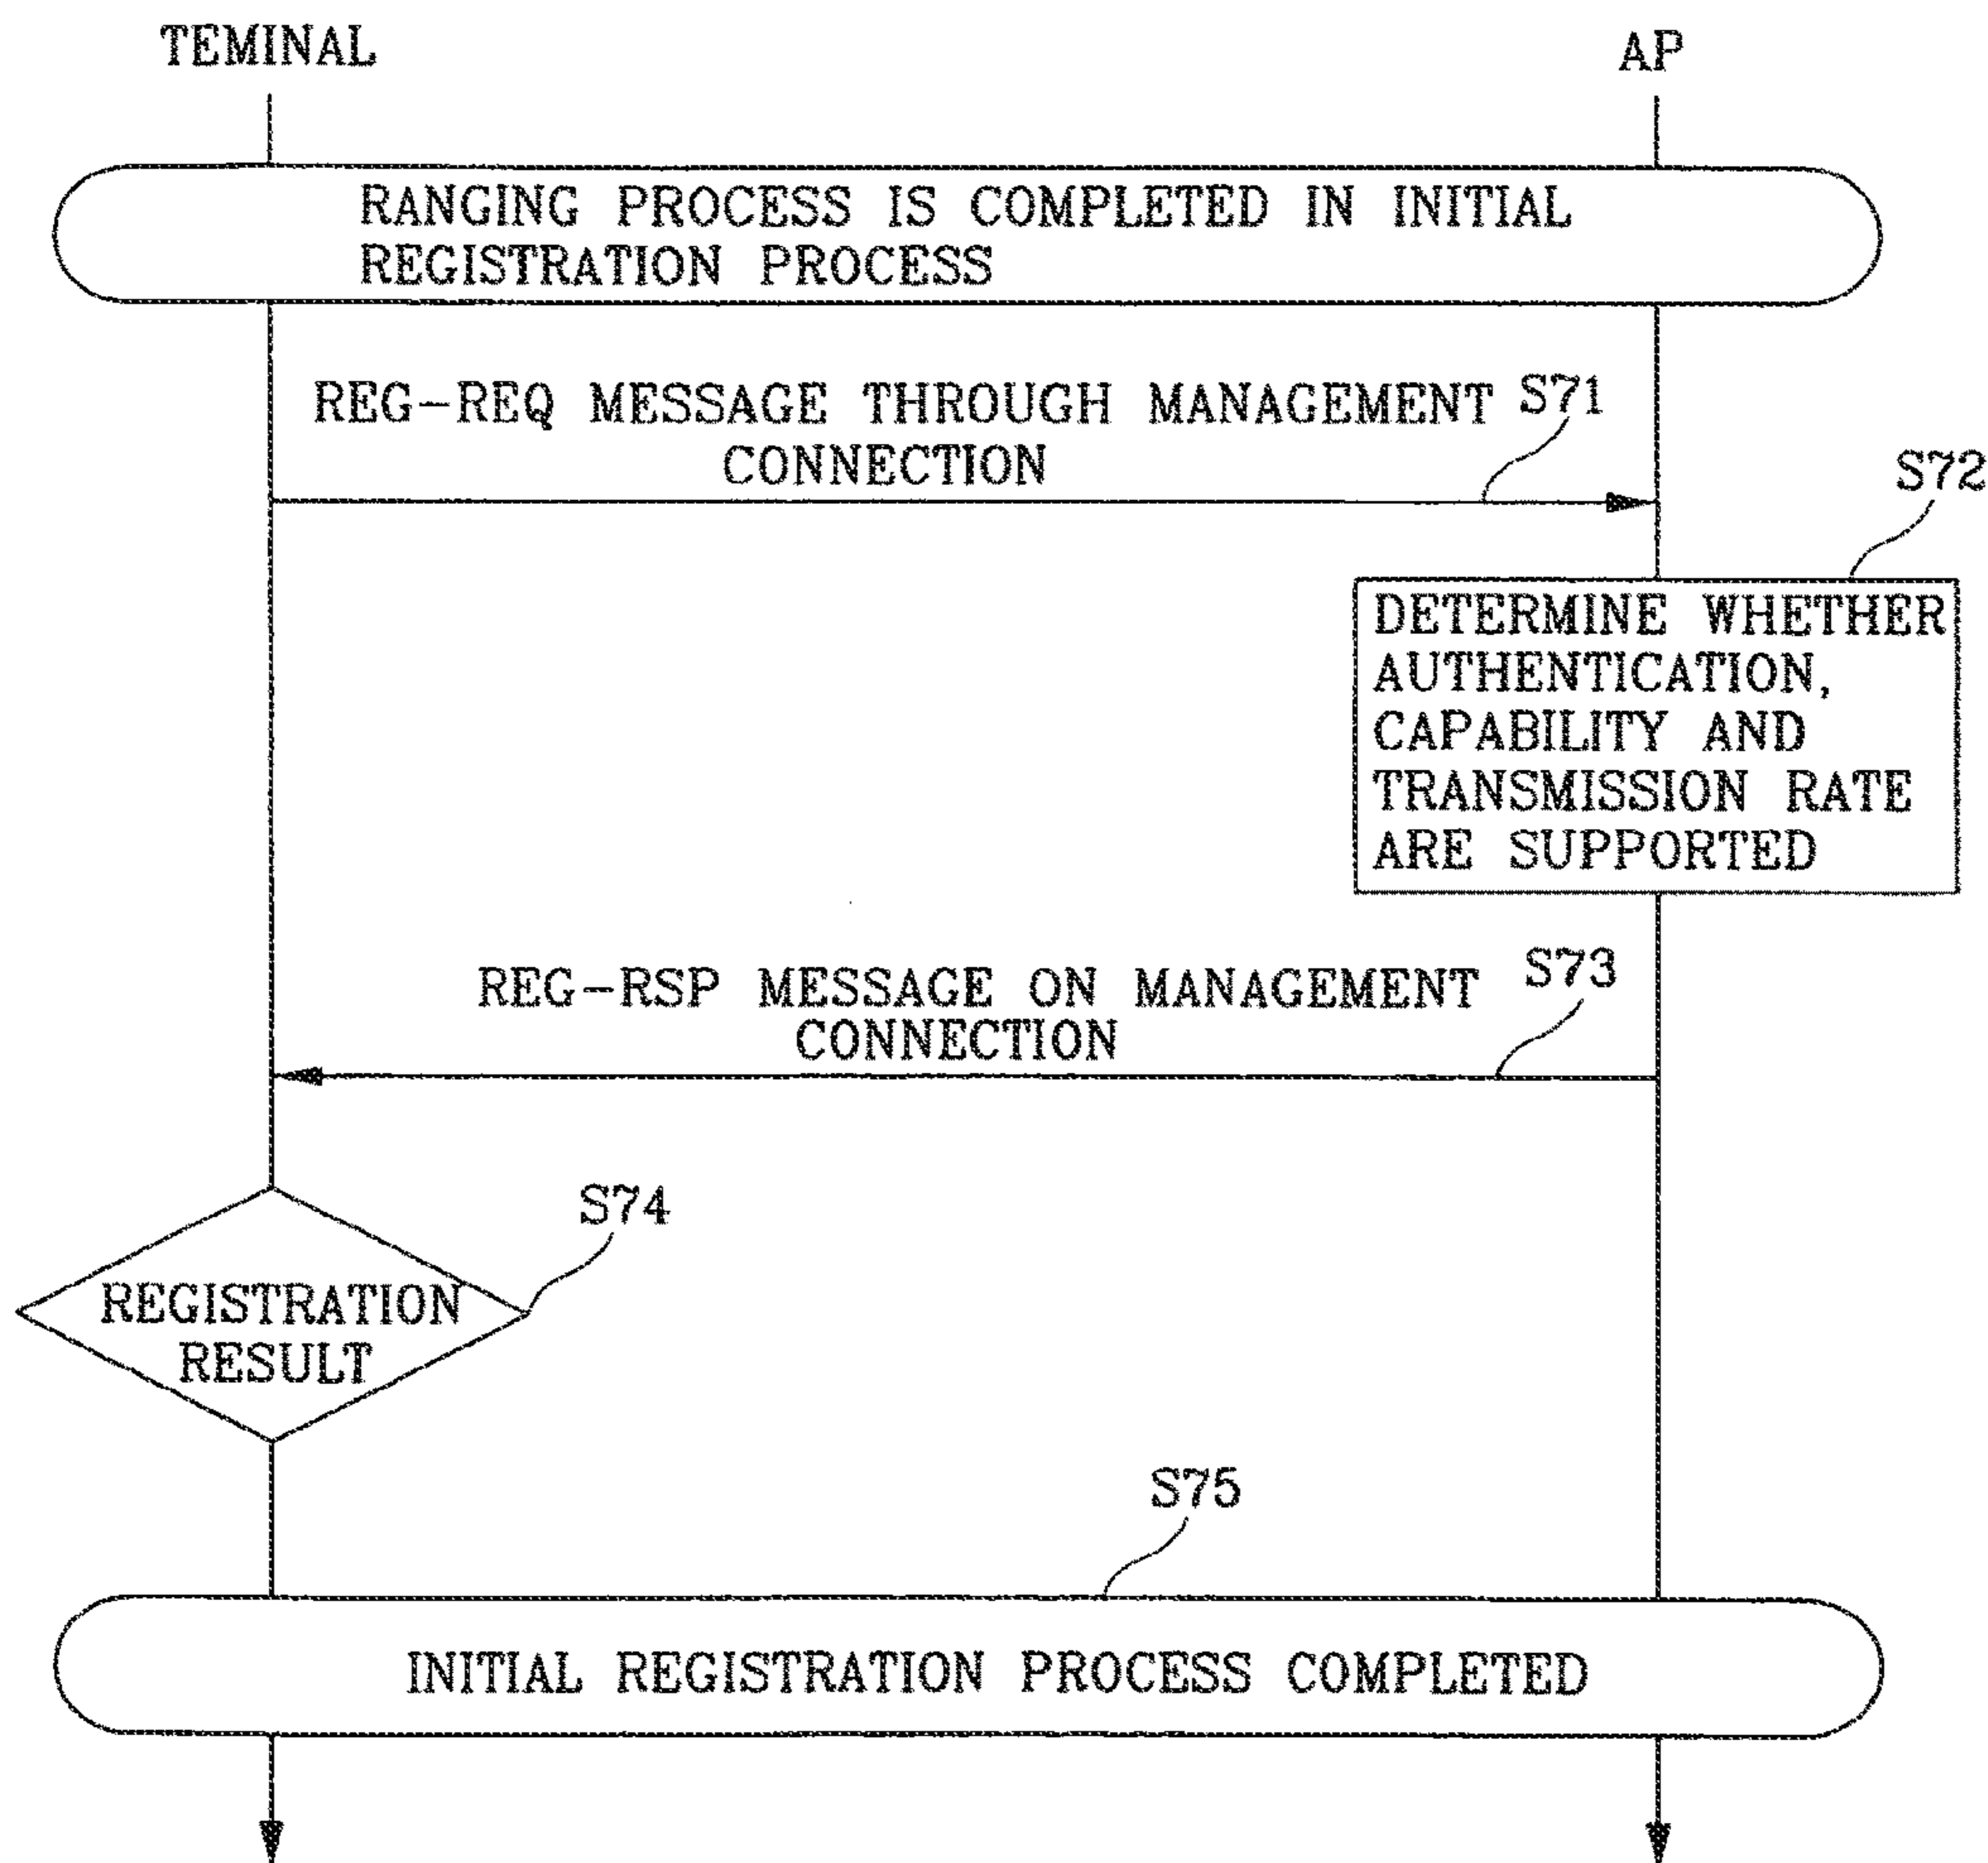 TEMINAL
AP
RANGING PROCESS IS COMPLETED IN INITIAL
REGISTRATION PROCESS
REG-REQ MESSAGE THROUGH MANAGEMENT
CONNECTION
S71
S72
DETERMINE WHETHER
AUTHENTICATION,
CAPABILITY AND
TRANSMISSION RATE
ARE SUPPORTED
REG-RSP MESSAGE ON MANAGEMENT
CONNECTION
S73
S74
REGISTRATION
RESULT
S75
INITIAL REGISTRATION PROCESS COMPLETED